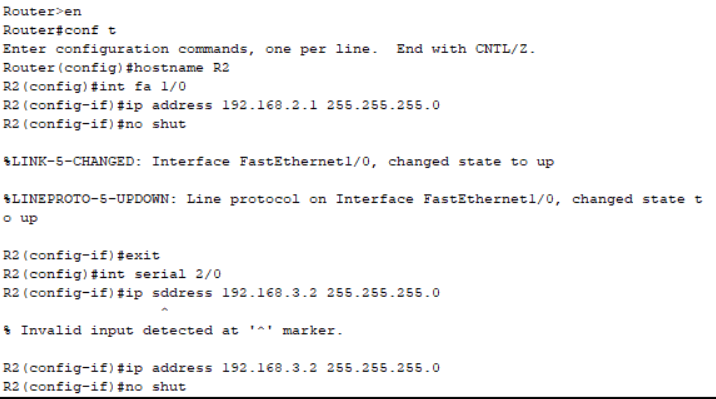 Router>en
Router#conf t
Enter configuration commands, one per line.  End with CNTL/Z.
Router(config)#hostname R2
R2(config)#int fa 1/0
R2(config-if)#ip address 192.168.2.1 255.255.255.0
R2(config-if)#no shut
%LINK-5-CHANGED: Interface FastEthernet1/0, changed state to up
%LINEPROTO-5-UPDOWN: Line protocol on Interface FastEthernet1/0, changed state t
o up
R2(config-if)#exit
R2(config)#int serial 2/0
R2(config-if)#ip sddress 192.168.3.2 255.255.255.0
^
% Invalid input detected at '^' marker.
R2(config-if)#ip address 192.168.3.2 255.255.255.0
R2(config-if)#no shut